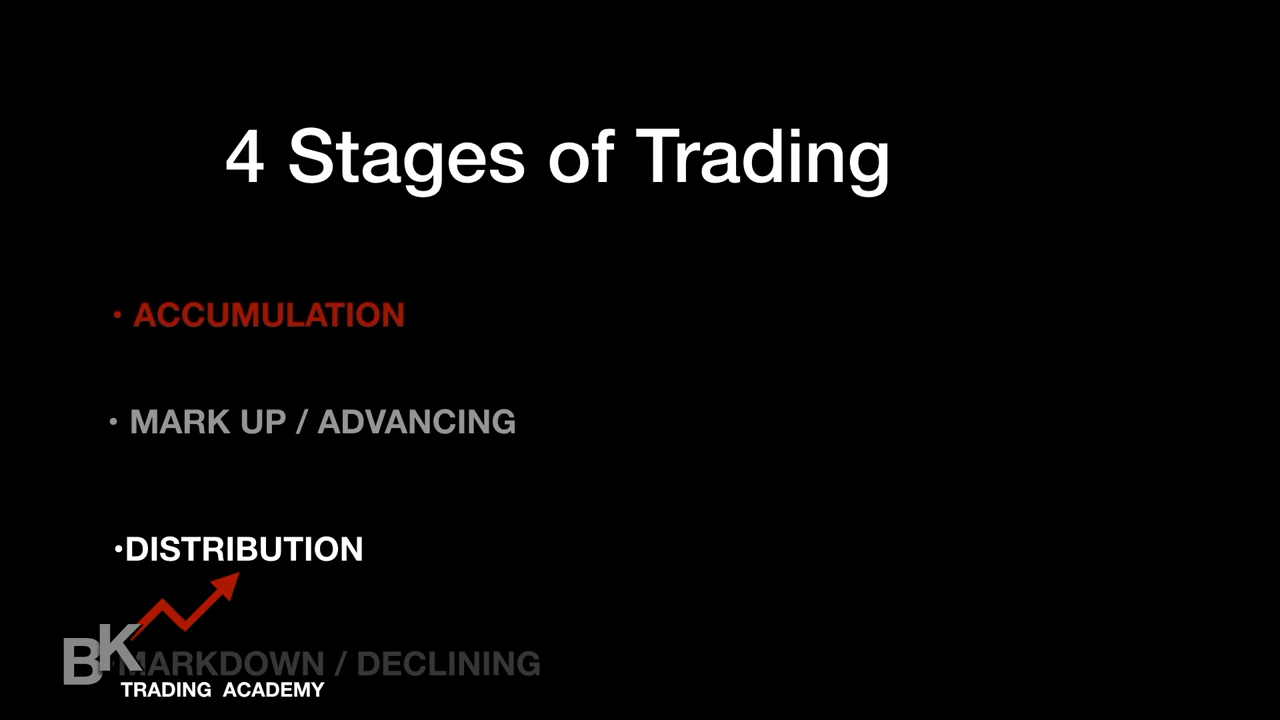 4 Stages of Trading
• ACCUMULATION
• MARK UP / ADVANCING
•DISTRIBUTION
•MARKDOWN / DECLINING
BK
TRADING ACADEMY